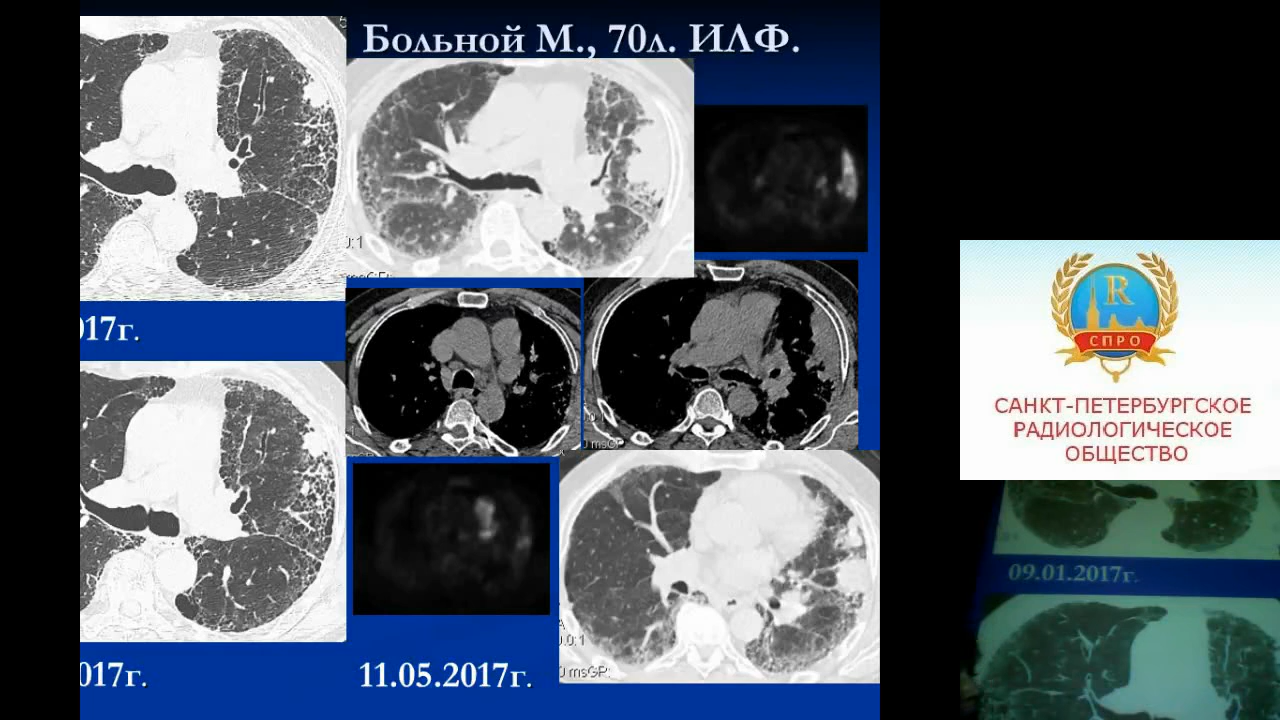 Больной М., 70л. ИЛФ.
017г.
017г.
11.05.2017г.
R
СПРО
САНКТ-ПЕТЕРБУРГСКОЕ
РАДИОЛОГИЧЕСКОЕ
ОБЩЕСТВО
09.01.2017г.